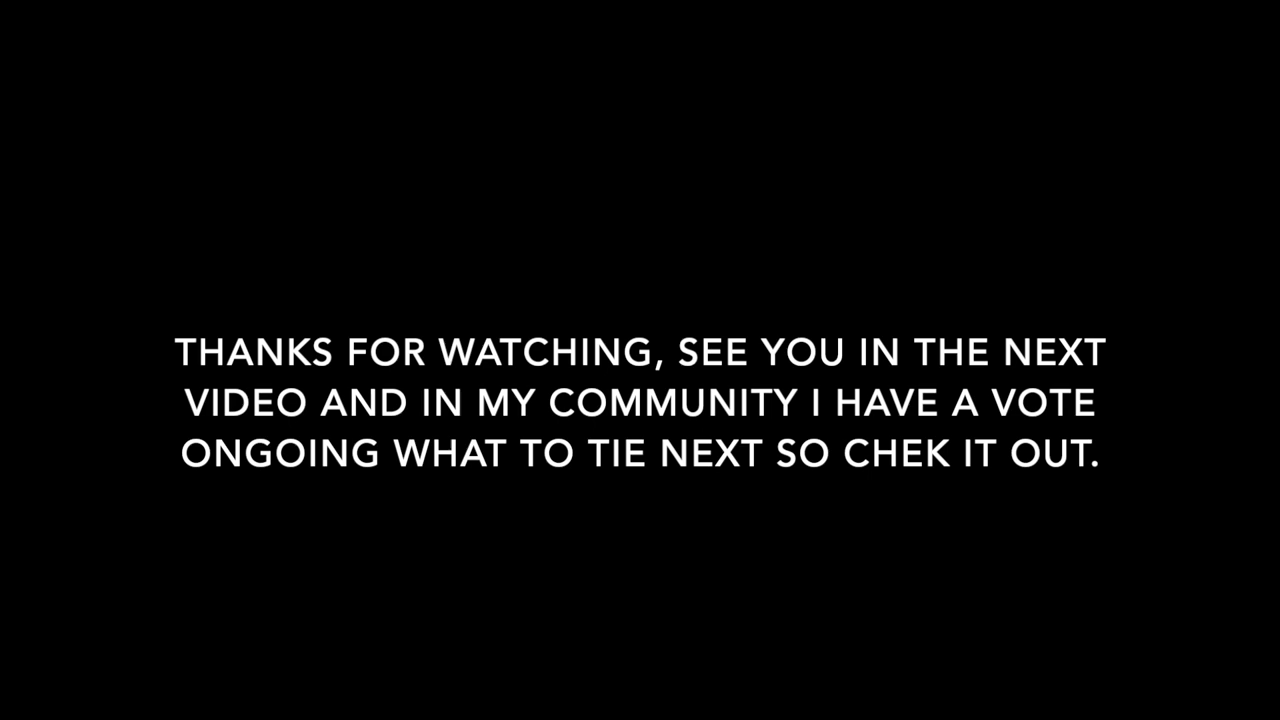 THANKS FOR WATCHING, SEE YOU IN THE NEXT
VIDEO AND IN MY COMMUNITY I HAVE A VOTE
ONGOING WHAT TO TIE NEXT SO CHEK IT OUT.